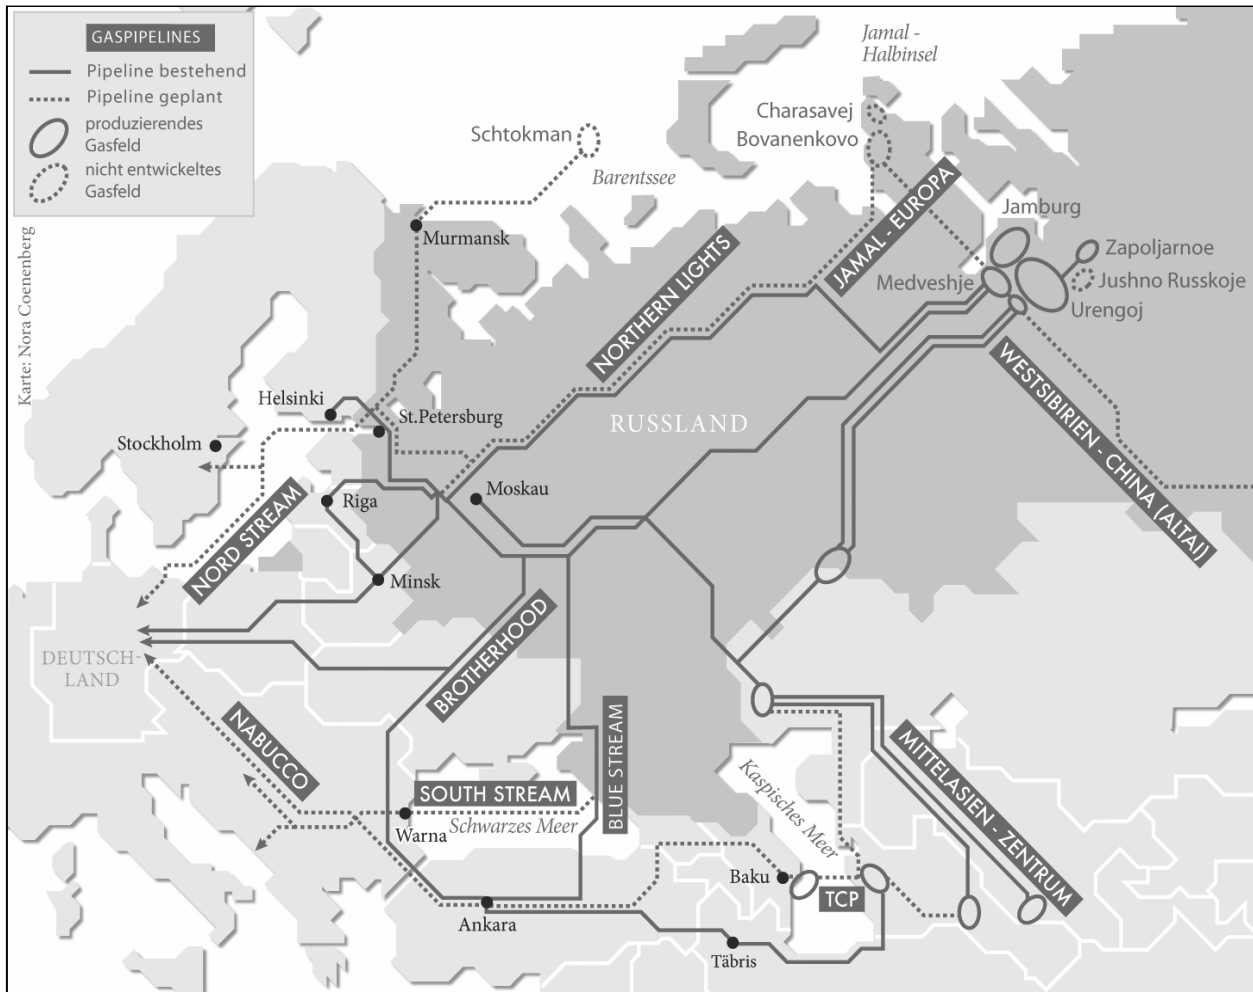 GASPIPELINES
Pipeline bestehend
Pipeline geplant
produzierendes
Gasfeld
nicht entwickeltes
Gasfeld
Karte: Nora Coenenberg
Jamal -
Halbinsel
Charasavej
Bovanenkovo
Schtokman
Barentssee
Murmansk
JAMAL - EUROPA
NORTHERN LIGHTS
Jamburg
Zapoljarnoe
Medveshje
Jushno Russkoje
Urengoj
WESTSIBIRIEN - CHINA (ALTAI)
Helsinki
St.Petersburg
RUSSLAND
Stockholm
Riga
Moskau
NORD STREAM
Minsk
BROTHERHOOD
DEUTSCH-
LAND
NABUCCO
BLUE STREAM
SOUTH STREAM
Warna
Schwarzes Meer
Kaspisches Meer
MITTELASIEN - ZENTRUM
Baku
TCP
Ankara
Täbris